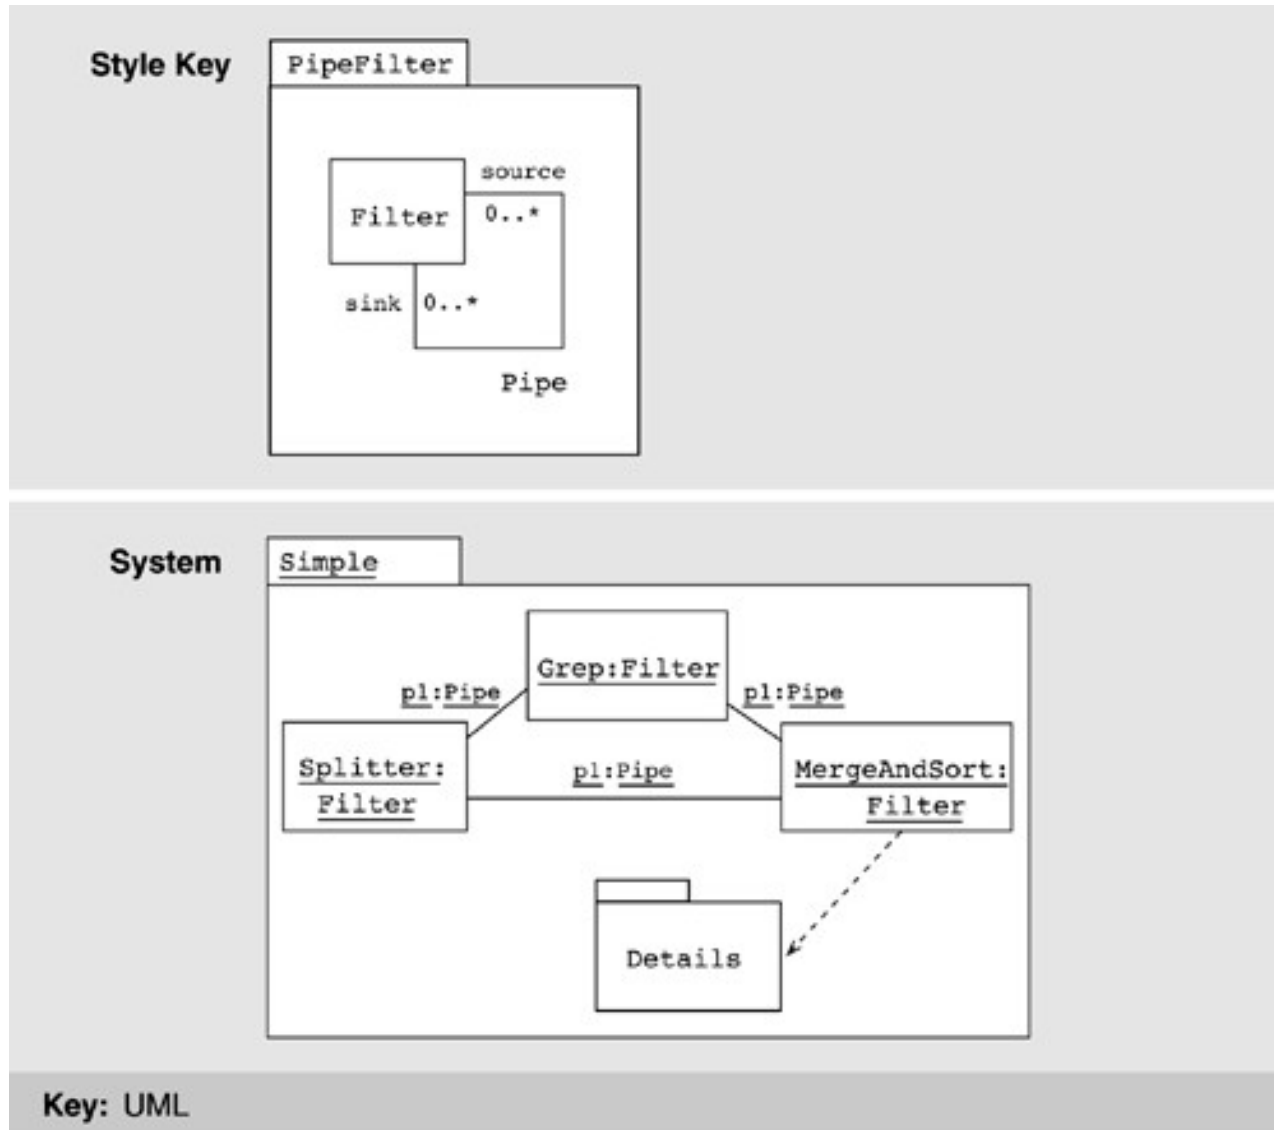 Style Key
PipeFilter
source
Filter
0..*
sink
0..*
Pipe
System
Simple
Grep:Filter
p1:Pipe
p1:Pipe
Splitter:
Filter
p1:Pipe
MergeAndSort:
Filter
Details
Key: UML